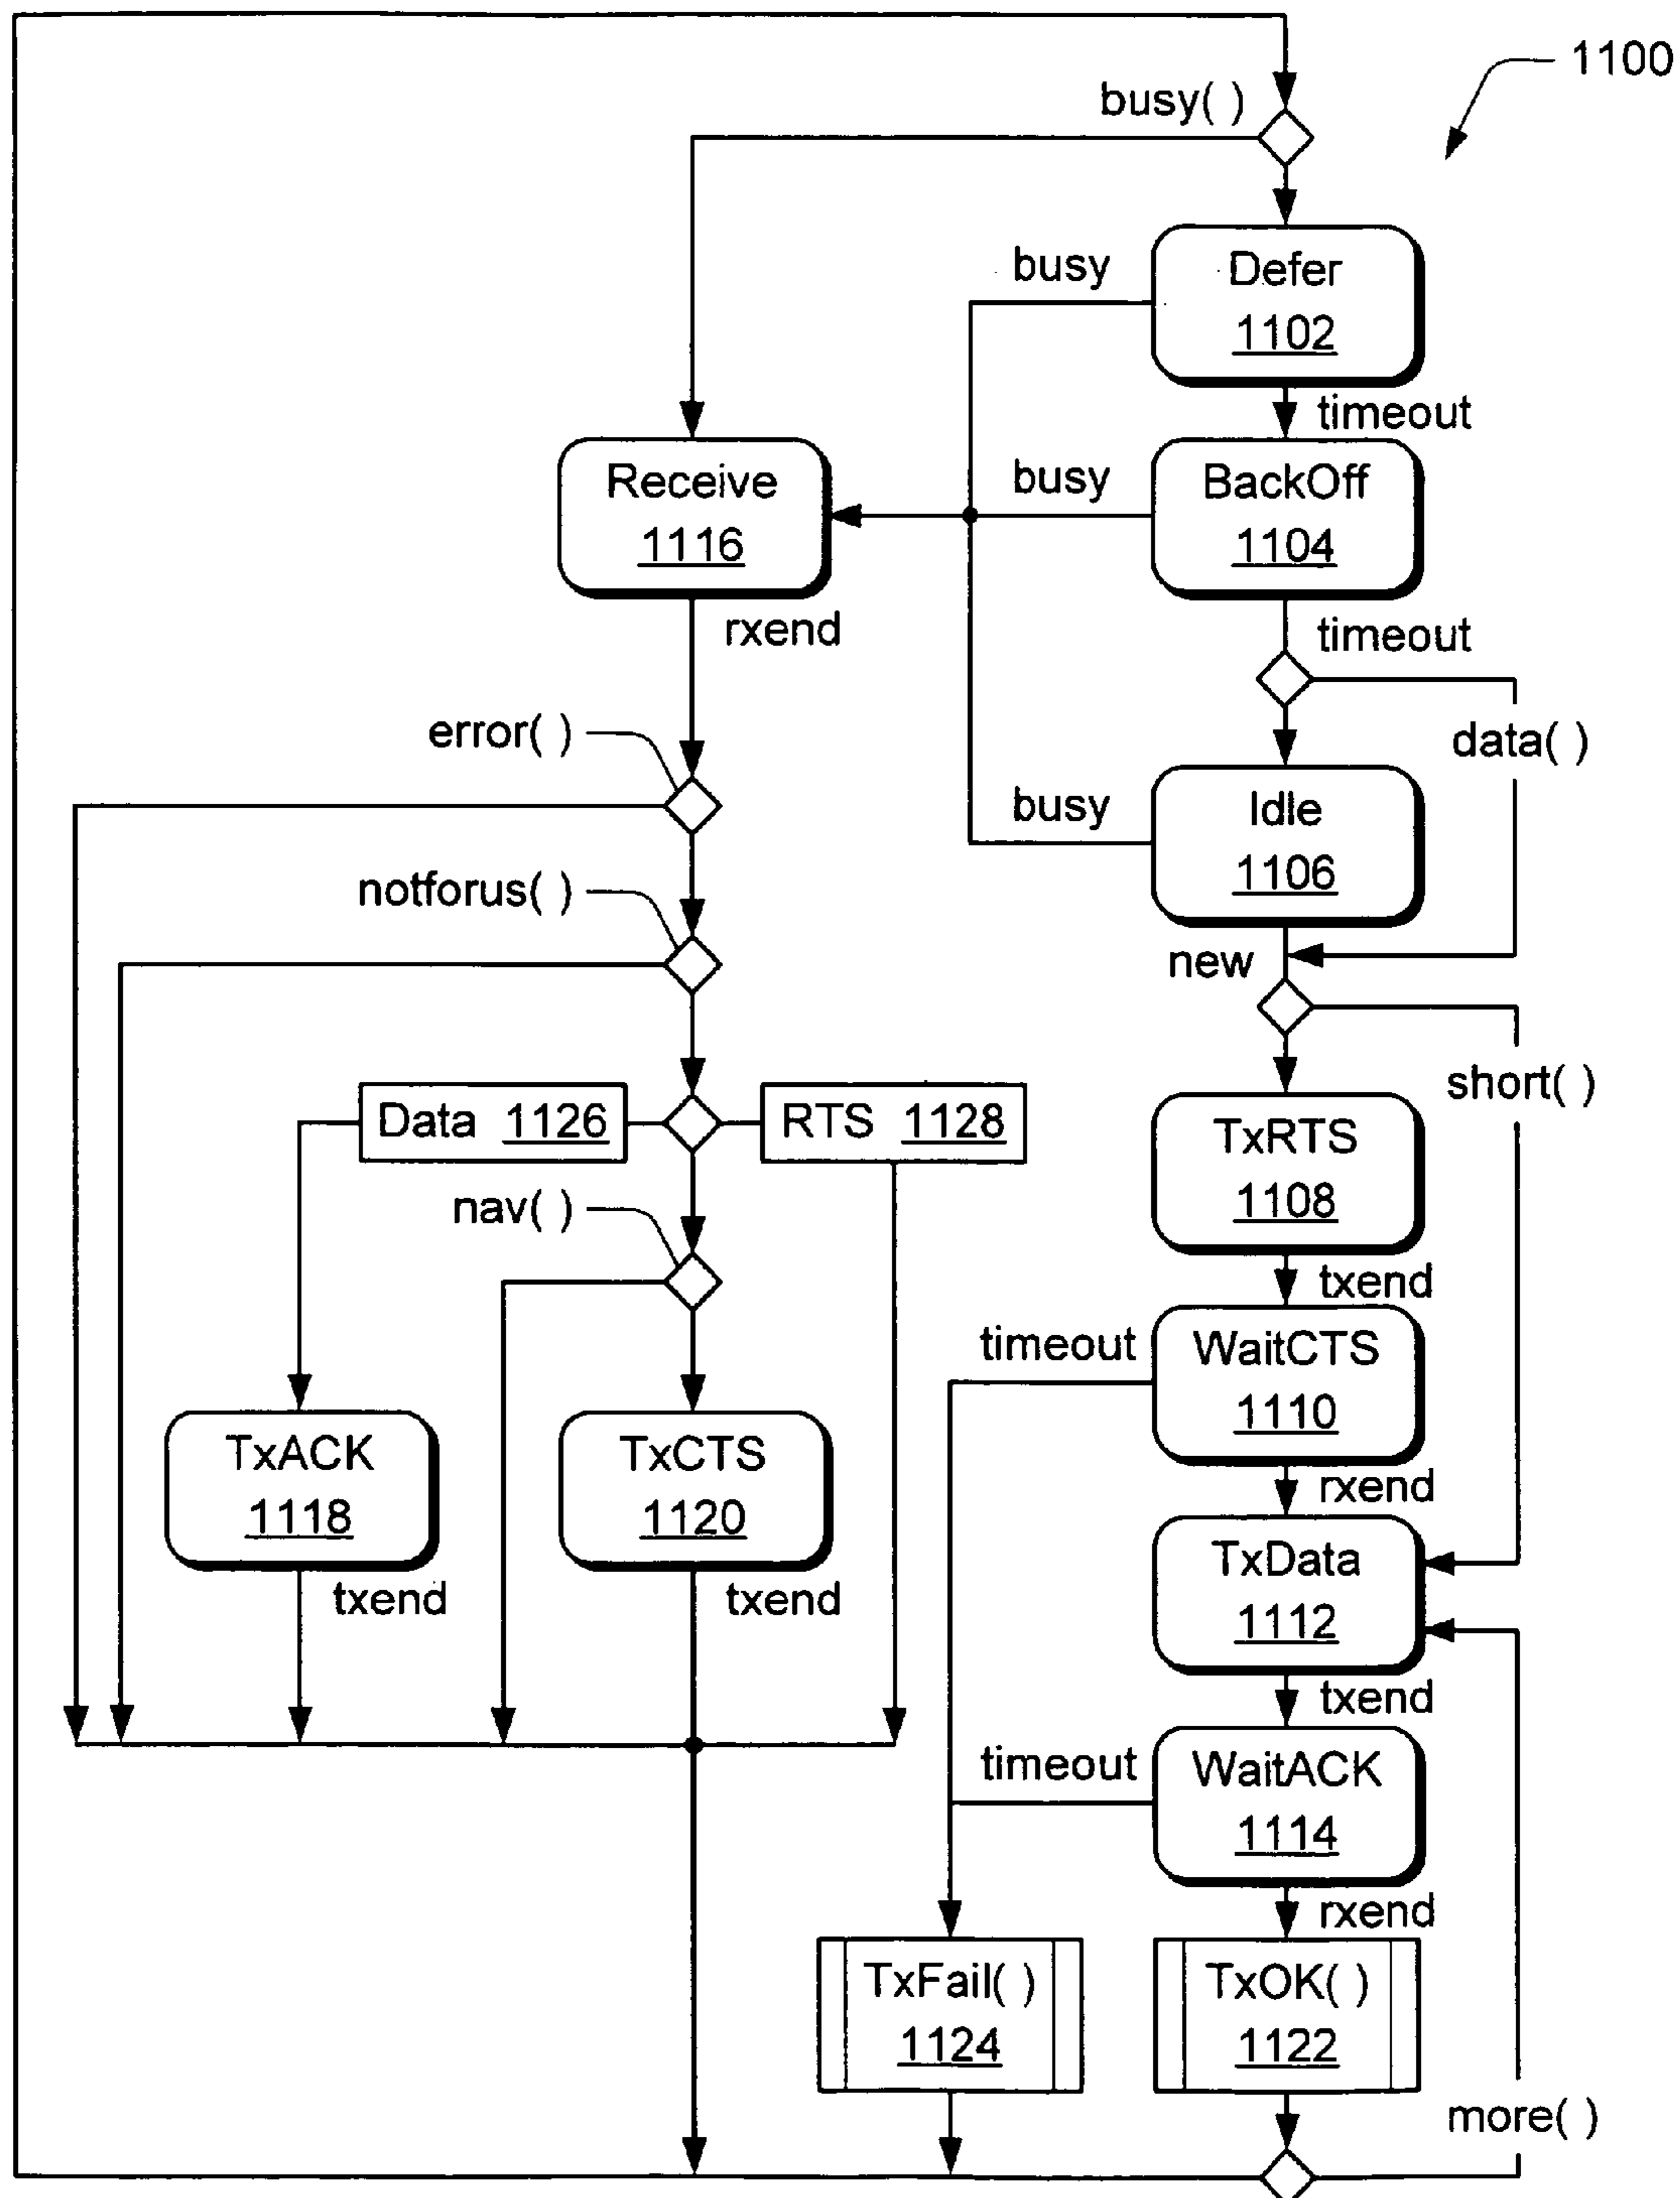 1100
busy( )
busy
Defer
1102
timeout
Receive
1116
busy
BackOff
1104
rxend
timeout
error( )
data( )
busy
Idle
1106
notforus( )
new
short( )
Data 1126
RTS 1128
TxRTS
1108
nav( )
txend
timeout
WaitCTS
1110
TxACK
1118
TxCTS
1120
rxend
TxData
1112
txend
txend
txend
timeout
WaitACK
1114
rxend
TxFail( )
1124
TxOK( )
1122
more( )